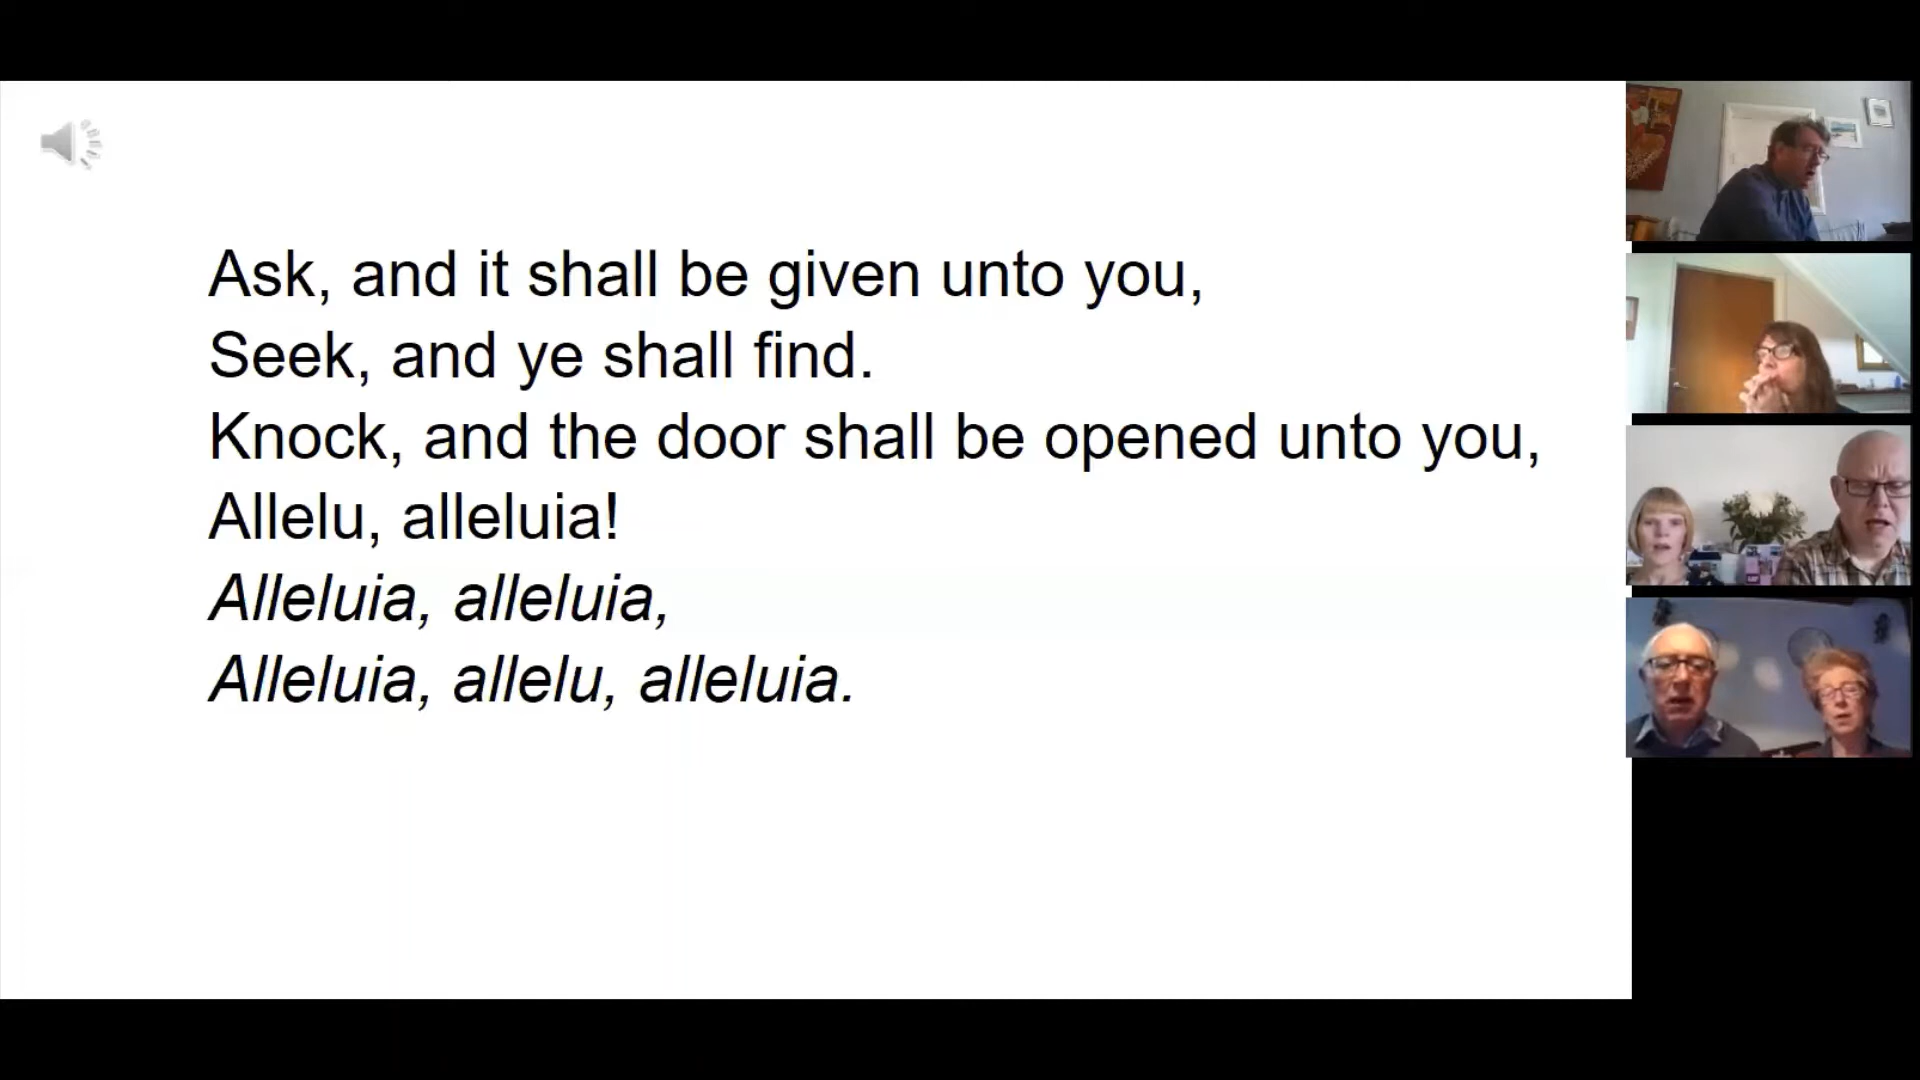 Ask, and it shall be given unto you,
Seek, and ye shall find.
Knock, and the door shall be opened unto you,
Allelu, alleluia!
Alleluia, alleluia,
Alleluia, allelu, alleluia.